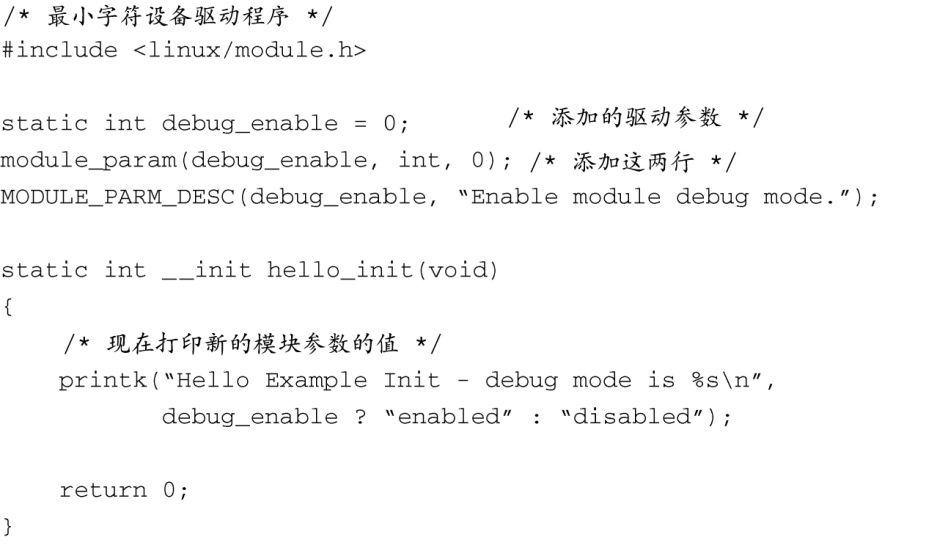 /* 最小字符设备驱动程序 */
#include <linux/module.h>
static int debug_enable = 0;        /* 添加的驱动参数 */
module_param(debug_enable, int, 0); /* 添加这两行 */
MODULE_PARM_DESC(debug_enable, “Enable module debug mode.”);
static int __init hello_init(void)
{
    /* 现在打印新的模块参数的值 */
    printk(“Hello Example Init - debug mode is %s\n”,
           debug_enable ? “enabled” : “disabled”);
    return 0;
}